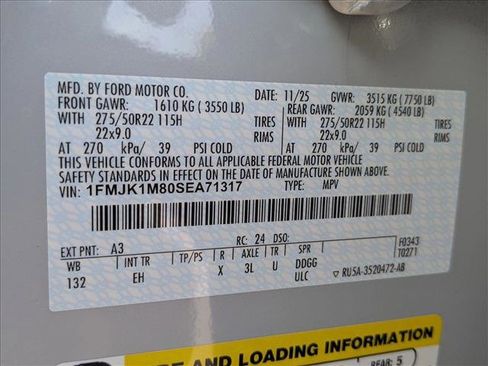 MFD. BY FORD MOTOR CO.
DATE: 11/25 GVWR: 3515 KG ( 7750 LB)
FRONT GAWR: 1610 KG ( 3550 LB) REAR GAWR: 2059 KG ( 4540 LB)
WITH 275/50R22 115H TIRES WITH 275/50R22 115H TIRES
22x9.0 RIMS 22x9.0 RIMS
AT 270 kPa/ 39 PSI COLD AT 270 kPa/ 39 PSI COLD
THIS VEHICLE CONFORMS TO ALL APPLICABLE FEDERAL MOTOR VEHICLE
SAFETY STANDARDS IN EFFECT ON THE DATE OF MANUFACTURE SHOWN ABOVE.
VIN: 1FMJK1M80SEA71317 TYPE: MPV
EXT PNT: A3 RC: 24 DSO: F0343
WB INT TR TP/PS R AXLE TR SPR T0271
132 EH X 3L U DDGG
ULC ▽ RU5A-3520472-AB
E AND LOADING INFORMATION
REAR: 5